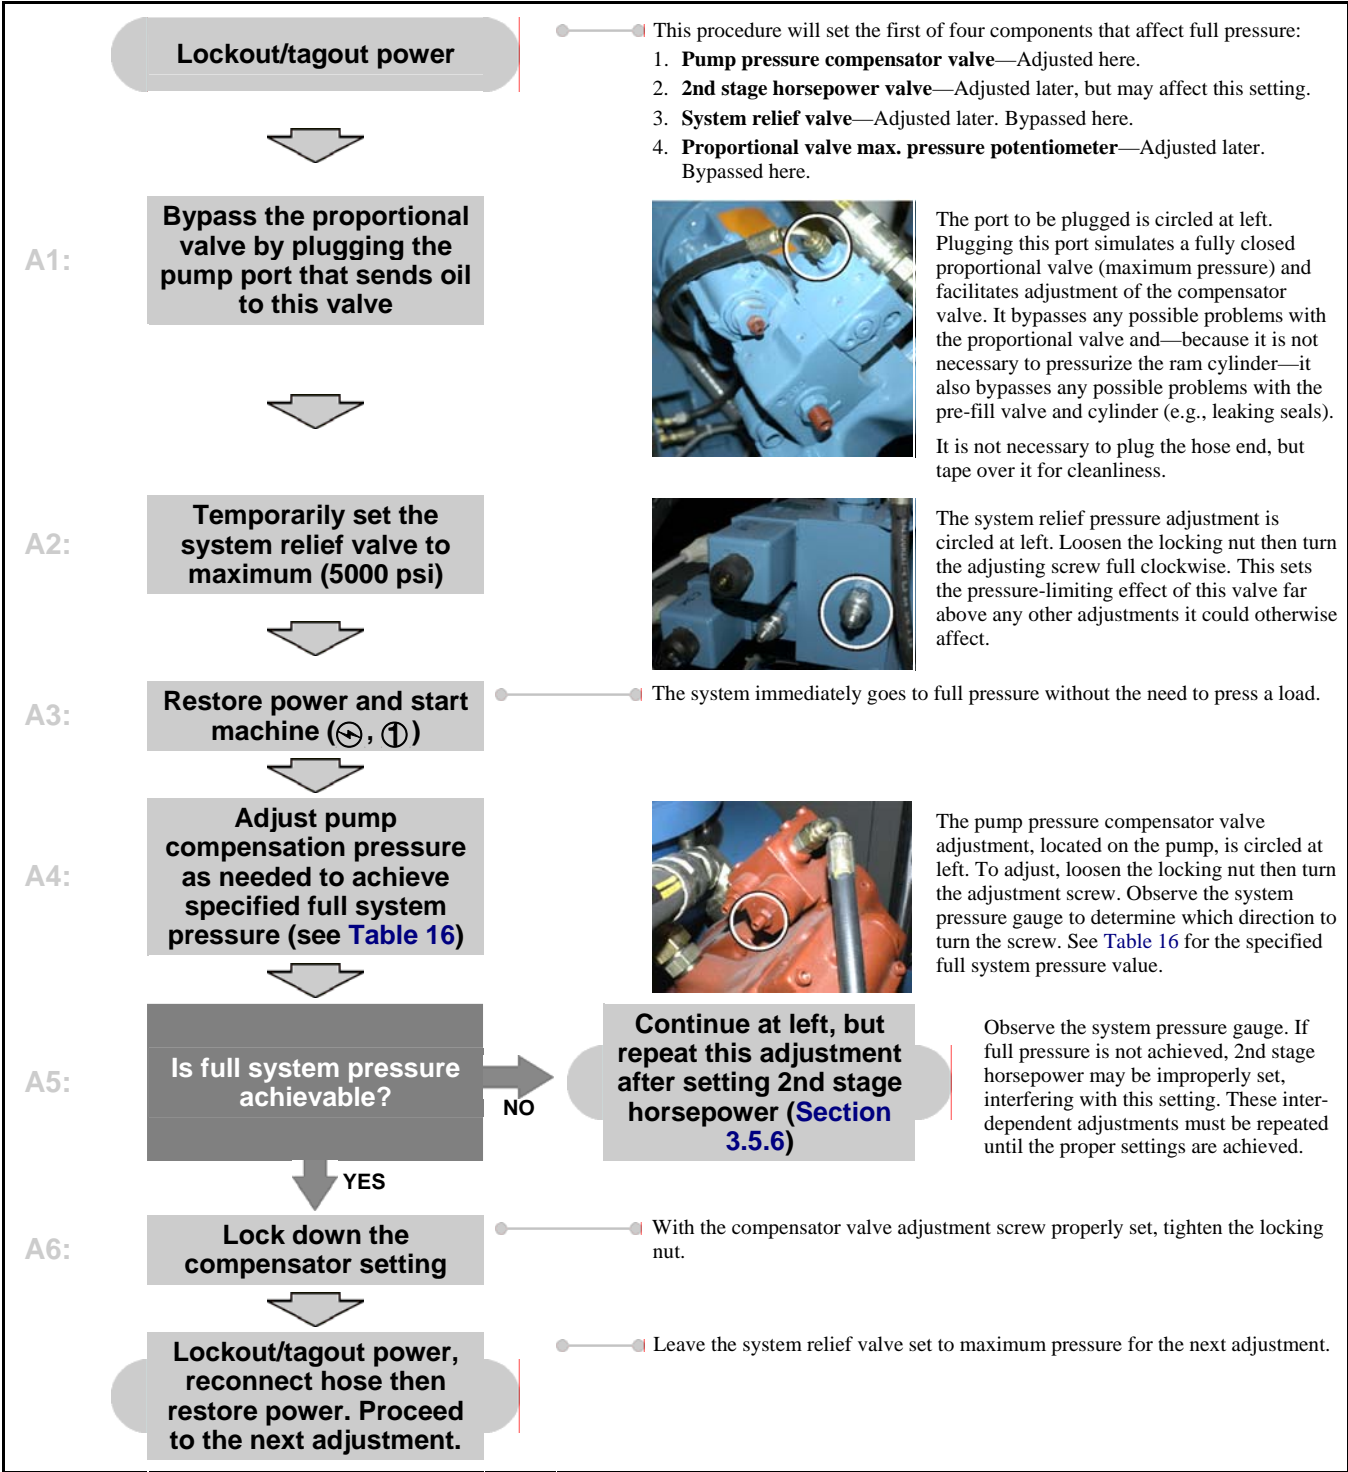 Lockout/tagout power
This procedure will set the first of four components that affect full pressure:
1. Pump pressure compensator valve—Adjusted here.
2. 2nd stage horsepower valve—Adjusted later, but may affect this setting.
3. System relief valve—Adjusted later. Bypassed here.
4. Proportional valve max. pressure potentiometer—Adjusted later.
Bypassed here.
A1:
Bypass the proportional
valve by plugging the
pump port that sends oil
to this valve
The port to be plugged is circled at left.
Plugging this port simulates a fully closed
proportional valve (maximum pressure) and
facilitates adjustment of the compensator
valve. It bypasses any possible problems with
the proportional valve and—because it is not
necessary to pressurize the ram cylinder—it
also bypasses any possible problems with the
pre-fill valve and cylinder (e.g., leaking seals).
It is not necessary to plug the hose end, but
tape over it for cleanliness.
A2:
Temporarily set the
system relief valve to
maximum (5000 psi)
The system relief pressure adjustment is
circled at left. Loosen the locking nut then turn
the adjusting screw full clockwise. This sets
the pressure-limiting effect of this valve far
above any other adjustments it could otherwise
affect.
A3:
Restore power and start
machine ( , ① )
The system immediately goes to full pressure without the need to press a load.
A4:
Adjust pump
compensation pressure
as needed to achieve
specified full system
pressure (see Table 16)
The pump pressure compensator valve
adjustment, located on the pump, is circled at
left. To adjust, loosen the locking nut then turn
the adjustment screw. Observe the system
pressure gauge to determine which direction to
turn the screw. See Table 16 for the specified
full system pressure value.
A5:
Is full system pressure
achievable?
NO
Continue at left, but
repeat this adjustment
after setting 2nd stage
horsepower (Section
3.5.6)
Observe the system pressure gauge. If
full pressure is not achieved, 2nd stage
horsepower may be improperly set,
interfering with this setting. These inter-
dependent adjustments must be repeated
until the proper settings are achieved.
YES
A6:
Lock down the
compensator setting
With the compensator valve adjustment screw properly set, tighten the locking
nut.
Lockout/tagout power,
reconnect hose then
restore power. Proceed
to the next adjustment.
Leave the system relief valve set to maximum pressure for the next adjustment.